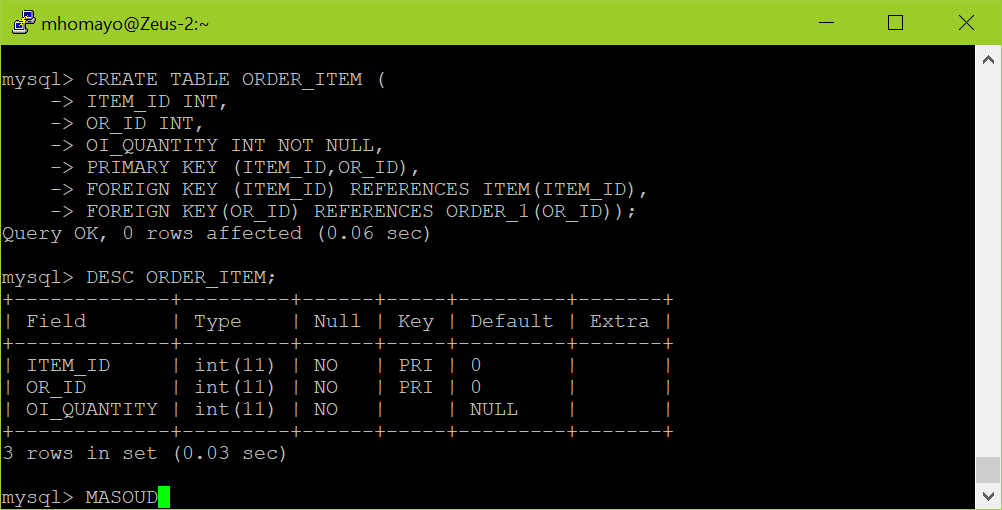 mhomayo@Zeus-2:~
mysql> CREATE TABLE ORDER_ITEM (
    -> ITEM_ID INT,
    -> OR_ID INT,
    -> OI_QUANTITY INT NOT NULL,
    -> PRIMARY KEY (ITEM_ID,OR_ID),
    -> FOREIGN KEY (ITEM_ID) REFERENCES ITEM(ITEM_ID),
    -> FOREIGN KEY(OR_ID) REFERENCES ORDER_1(OR_ID));
Query OK, 0 rows affected (0.06 sec)
mysql> DESC ORDER_ITEM;
+-------------+---------+------+-----+---------+-------+
| Field       | Type    | Null | Key | Default | Extra |
+-------------+---------+------+-----+---------+-------+
| ITEM_ID     | int(11) | NO   | PRI | 0       |       |
| OR_ID       | int(11) | NO   | PRI | 0       |       |
| OI_QUANTITY | int(11) | NO   |     | NULL    |       |
+-------------+---------+------+-----+---------+-------+
3 rows in set (0.03 sec)
mysql> MASOUD